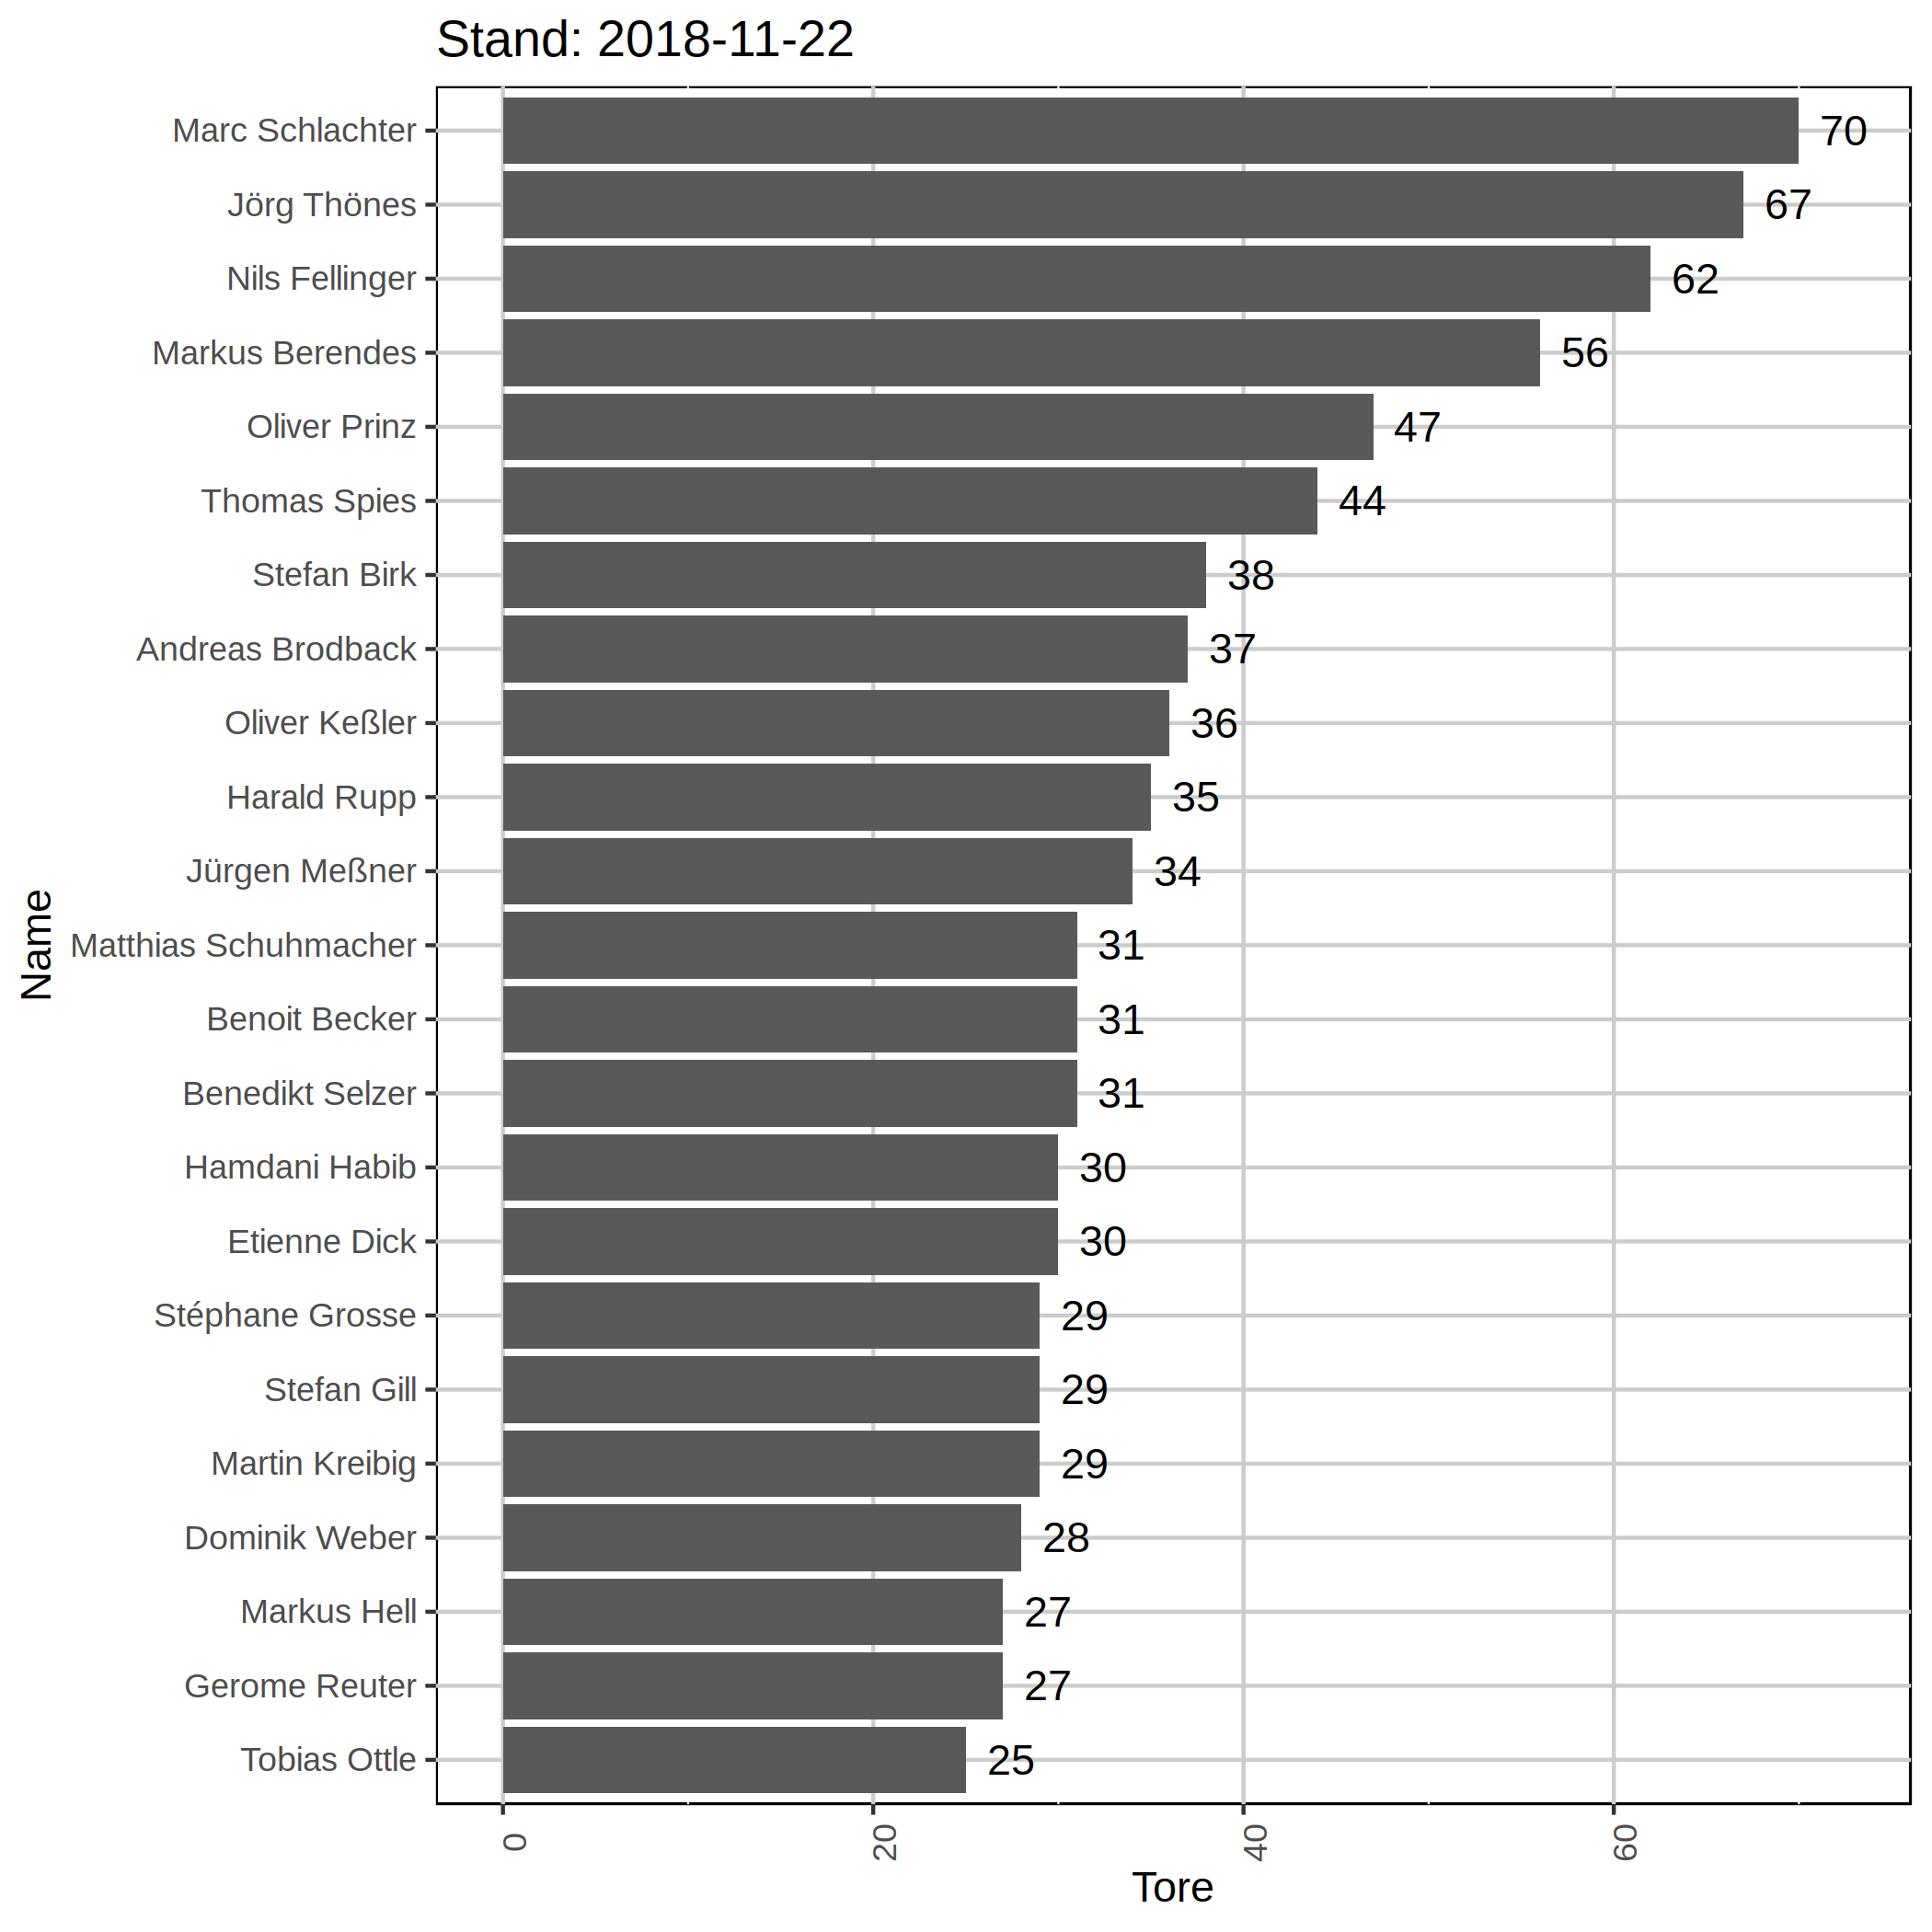 Stand: 2018-11-22
Marc Schlachter 70
Jörg Thönes 67
Nils Fellinger 62
Markus Berendes 56
Oliver Prinz 47
Thomas Spies 44
Stefan Birk 38
Andreas Brodback 37
Oliver Keßler 36
Harald Rupp 35
Jürgen Meßner 34
Matthias Schuhmacher 31
Benoit Becker 31
Benedikt Selzer 31
Hamdani Habib 30
Etienne Dick 30
Stéphane Grosse 29
Stefan Gill 29
Martin Kreibig 29
Dominik Weber 28
Markus Hell 27
Gerome Reuter 27
Tobias Ottle 25
Name
0 20 40 60
Tore